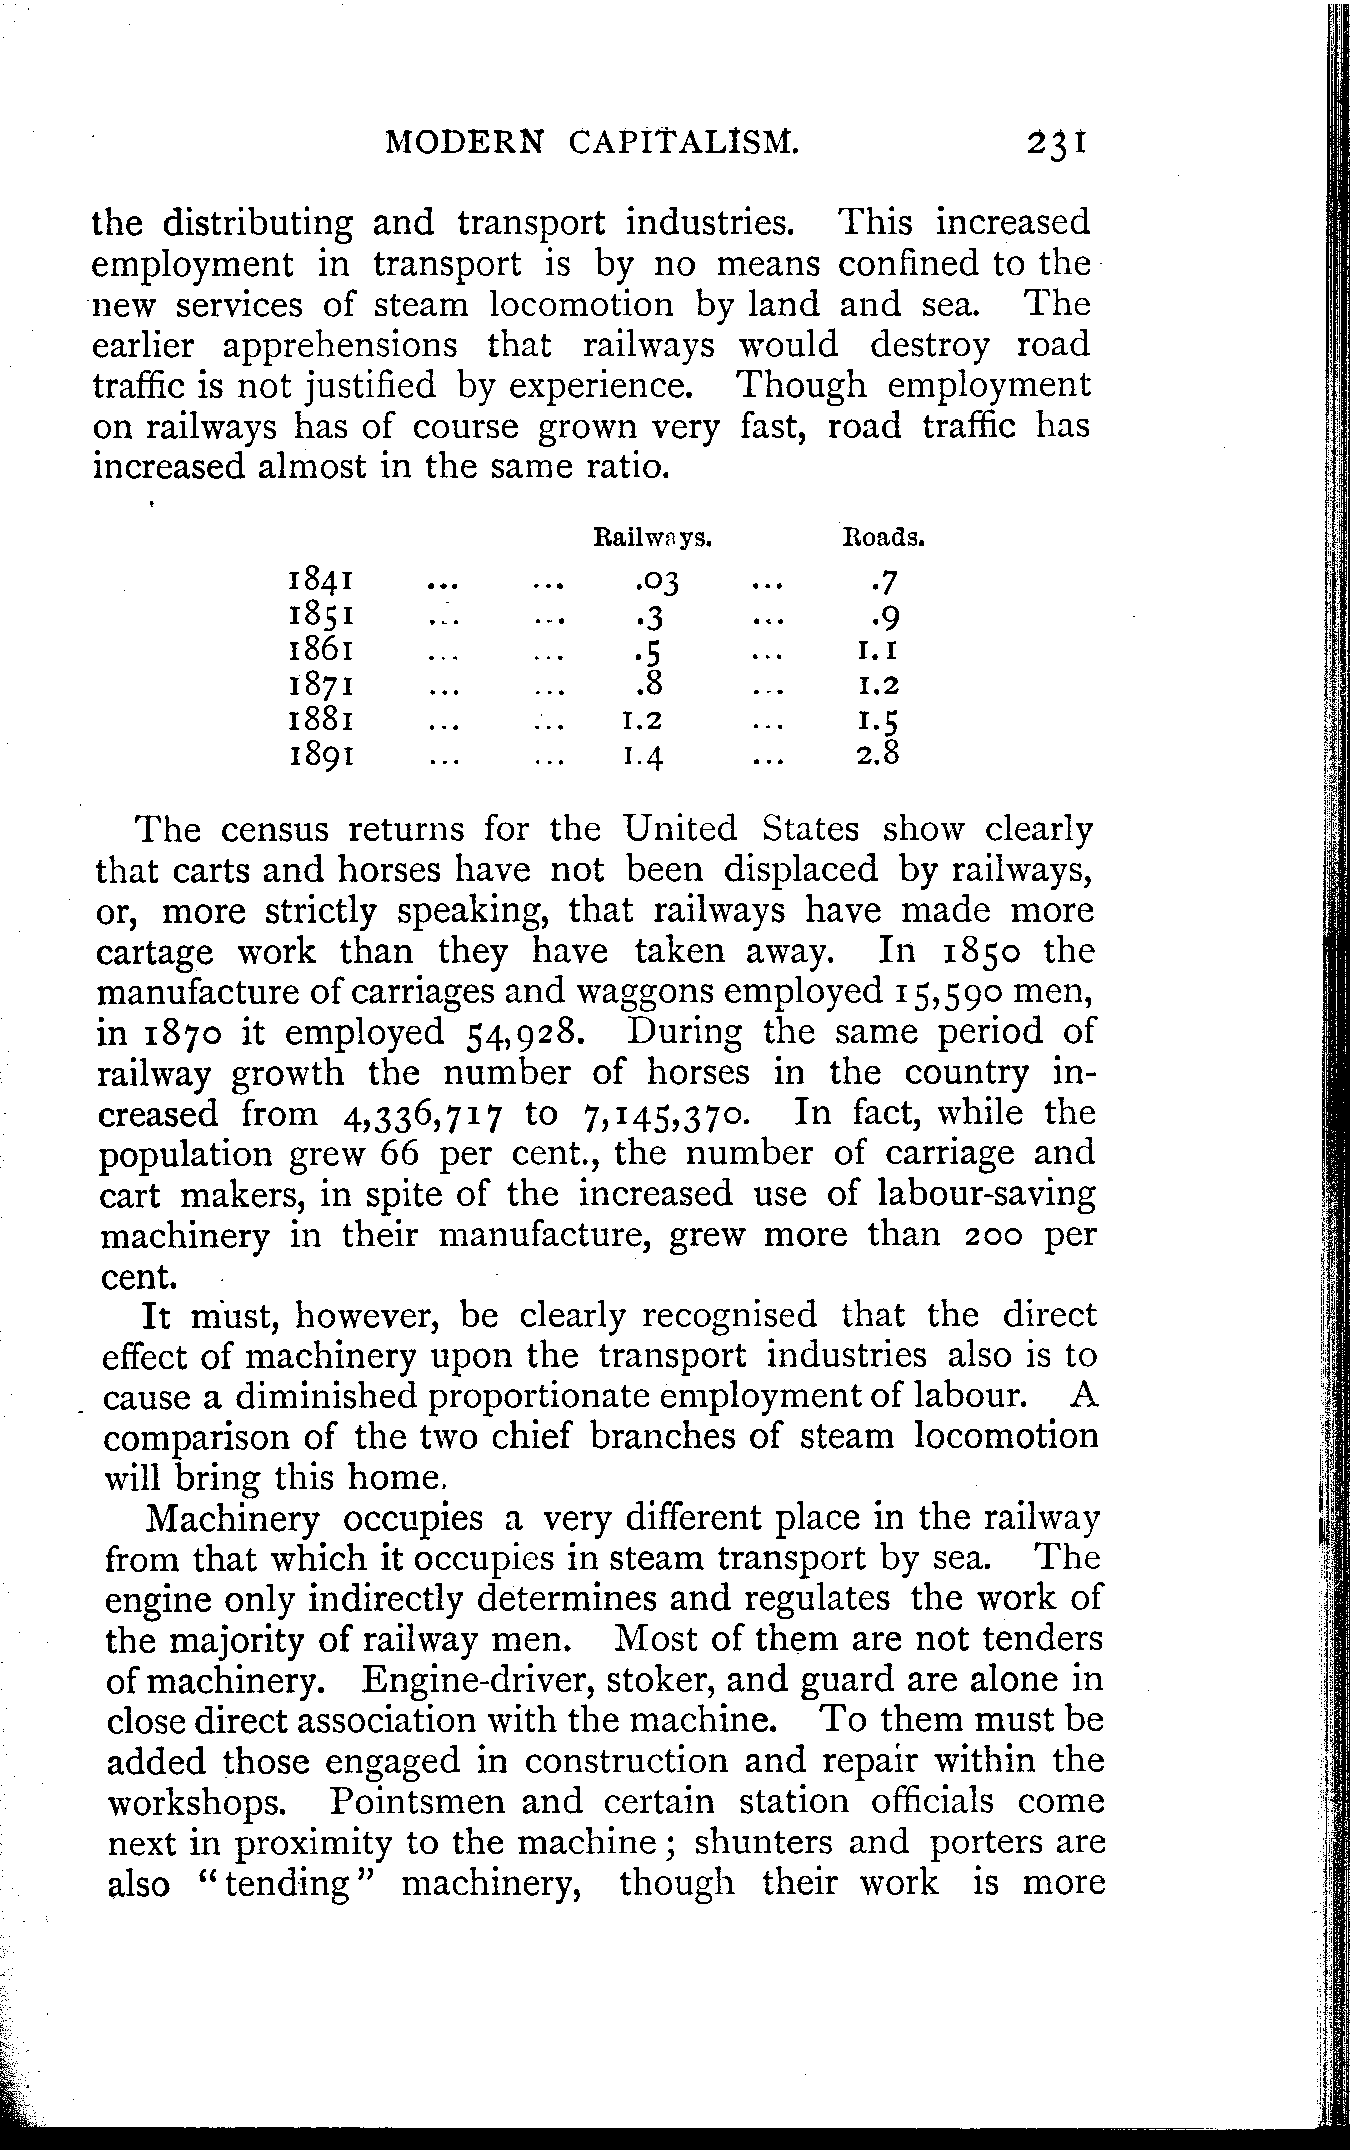 MODERN CAPITALISM. 231
the distributing and transport industries. This increased
employment in transport is by no means confined to the
new services of steam locomotion by land and sea. The
earlier apprehensions that railways would destroy road
traffic is not justified by experience. Though employment
on railways has of course grown very fast, road traffic has
increased almost in the same ratio.
Railways. Roads.
1841 ... ... .03 ... .7
1851 ... ... .3 ... .9
1861 ... ... .5 ... 1.1
1871 ... ... .8 ... 1.2
1881 ... ... 1.2 ... 1.5
1891 ... ... 1.4 ... 2.8
The census returns for the United States show clearly
that carts and horses have not been displaced by railways,
or, more strictly speaking, that railways have made more
cartage work than they have taken away. In 1850 the
manufacture of carriages and waggons employed 15,590 men,
in 1870 it employed 54,928. During the same period of
railway growth the number of horses in the country in-
creased from 4,336,717 to 7,145,370. In fact, while the
population grew 66 per cent., the number of carriage and
cart makers, in spite of the increased use of labour-saving
machinery in their manufacture, grew more than 200 per
cent.
It must, however, be clearly recognised that the direct
effect of machinery upon the transport industries also is to
cause a diminished proportionate employment of labour. A
comparison of the two chief branches of steam locomotion
will bring this home.
Machinery occupies a very different place in the railway
from that which it occupies in steam transport by sea. The
engine only indirectly determines and regulates the work of
the majority of railway men. Most of them are not tenders
of machinery. Engine-driver, stoker, and guard are alone in
close direct association with the machine. To them must be
added those engaged in construction and repair within the
workshops. Pointsmen and certain station officials come
next in proximity to the machine; shunters and porters are
also "tending" machinery, though their work is more